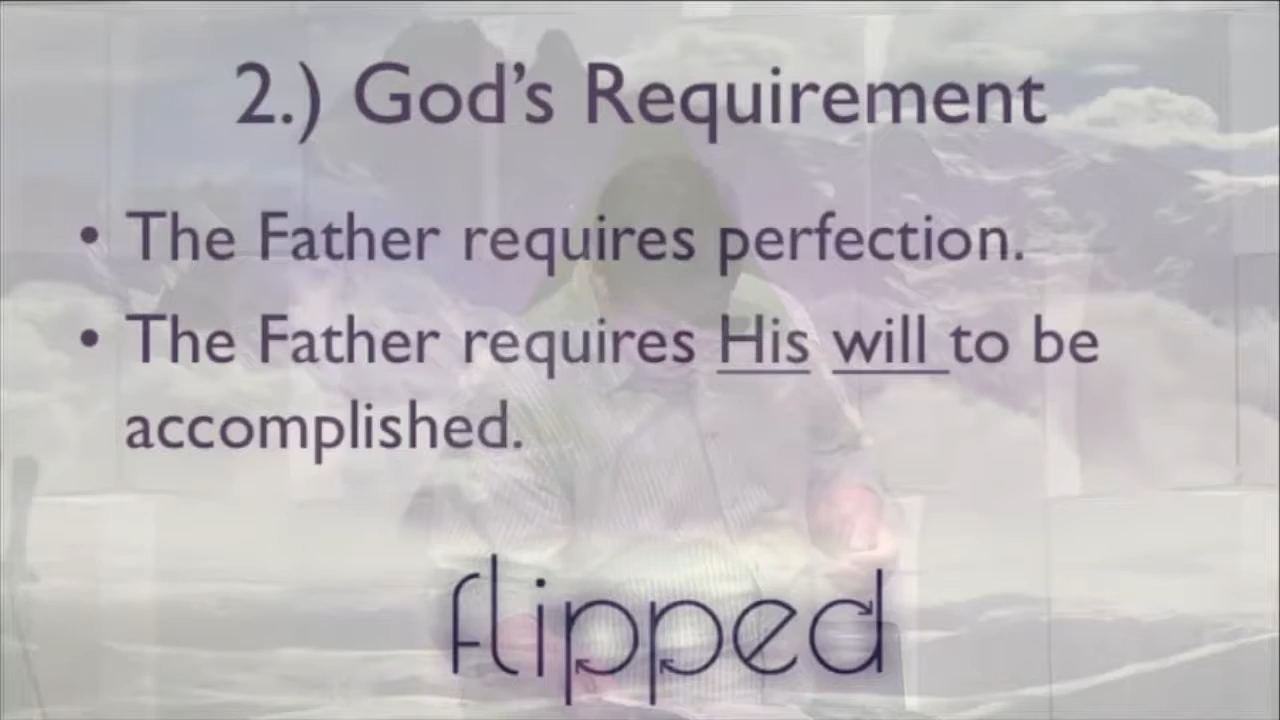 2.) God's Requirement
• The Father requires perfection.
• The Father requires His will to be
accomplished.
flipped